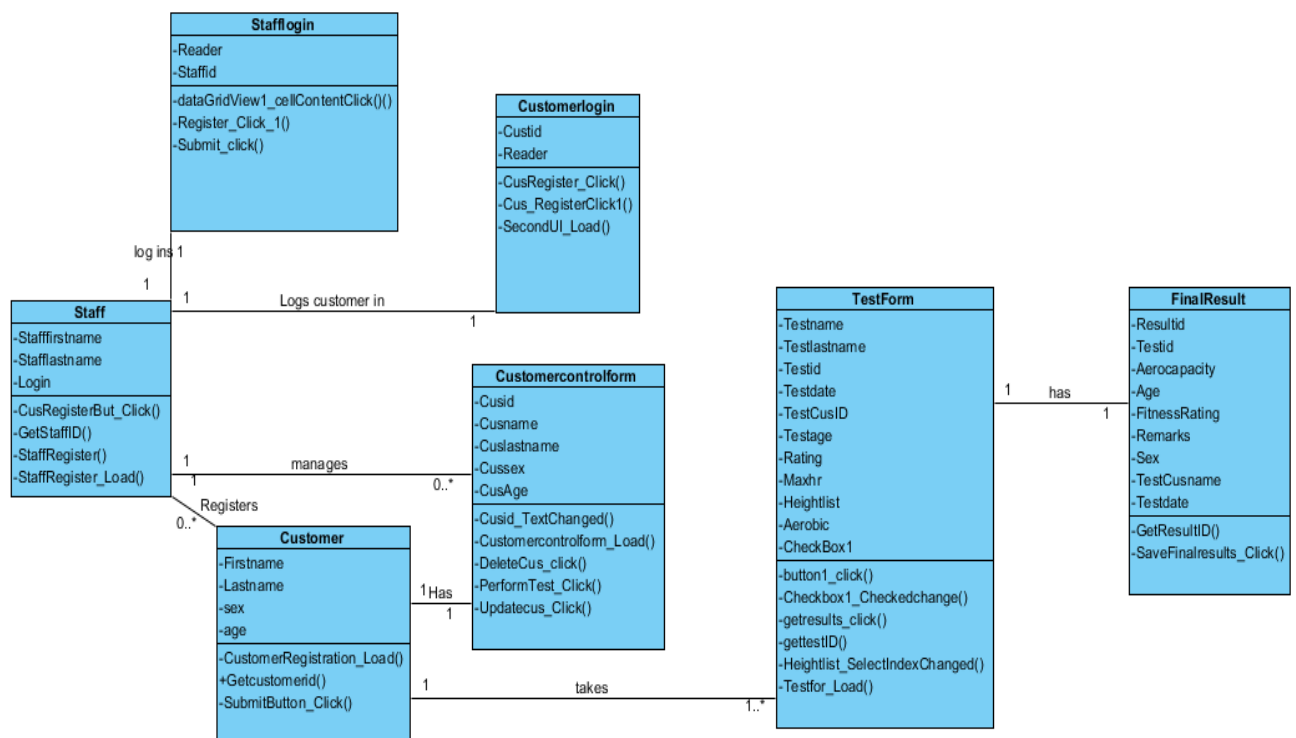 Stafflogin
-Reader
-Staffid
-dataGridView1_cellContentClick()()
-Register_Click_1()
-Submit_click()
Customerlogin
-Custid
-Reader
-CusRegister_Click()
-Cus_RegisterClick1()
-SecondUI_Load()
log ins 1
1
1
Logs customer in
1
Staff
-Stafffirstname
-Stafflastname
-Login
-CusRegisterBut_Click()
-GetStaffID()
-StaffRegister()
-StaffRegister_Load()
1
manages
1
0..*
Registers
0..*
Customercontrolform
-Cusid
-Cusname
-Cuslastname
-Cussex
-CusAge
-Cusid_TextChanged()
-Customercontrolform_Load()
-DeleteCus_click()
-PerformTest_Click()
-Updatecus_Click()
Customer
-Firstname
-Lastname
-sex
-age
-CustomerRegistration_Load()
+Getcustomerid()
-SubmitButton_Click()
1 Has
1
1
takes
1..*
TestForm
-Testname
-Testlastname
-Testid
-Testdate
-TestCusID
-Testage
-Rating
-Maxhr
-Heightlist
-Aerobic
-CheckBox1
-button1_click()
-Checkbox1_Checkedchange()
-getresults_click()
-gettestID()
-Heightlist_SelectIndexChanged()
-Testfor_Load()
1
has
1
FinalResult
-Resultid
-Testid
-Aerocapacity
-Age
-FitnessRating
-Remarks
-Sex
-TestCusname
-Testdate
-GetResultID()
-SaveFinalresults_Click()